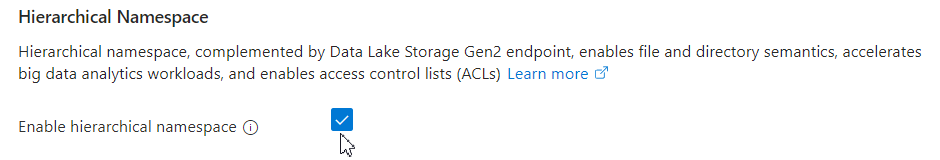 Hierarchical Namespace
Hierarchical namespace, complemented by Data Lake Storage Gen2 endpoint, enables file and directory semantics, accelerates
big data analytics workloads, and enables access control lists (ACLs) Learn more
Enable hierarchical namespace